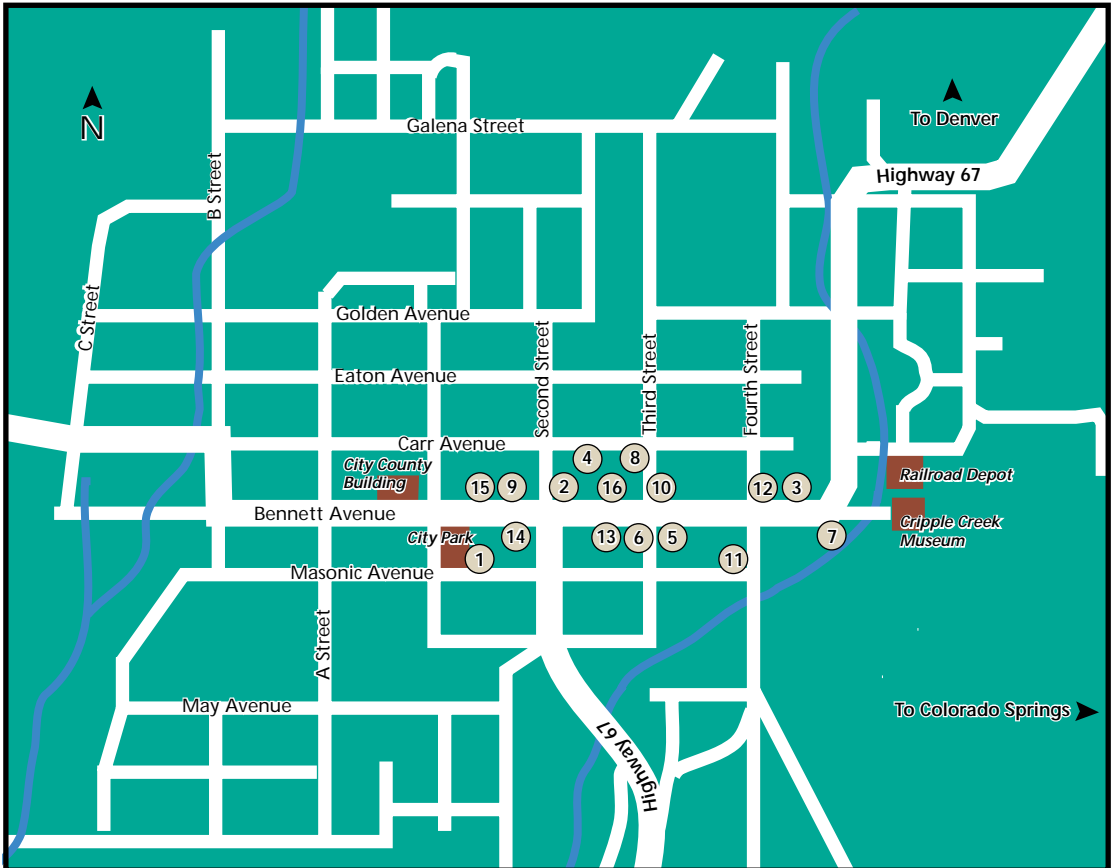 N
To Denver
Galena Street
Highway 67
B Street
C Street
Golden Avenue
Second Street
Third Street
Fourth Street
Eaton Avenue
Carr Avenue
City County
Building
4
8
15
9
2
16
10
12
3
Railroad Depot
Bennett Avenue
City Park
14
13
6
5
7
Cripple Creek
Museum
1
11
Masonic Avenue
A Street
May Avenue
To Colorado Springs
Highway 67